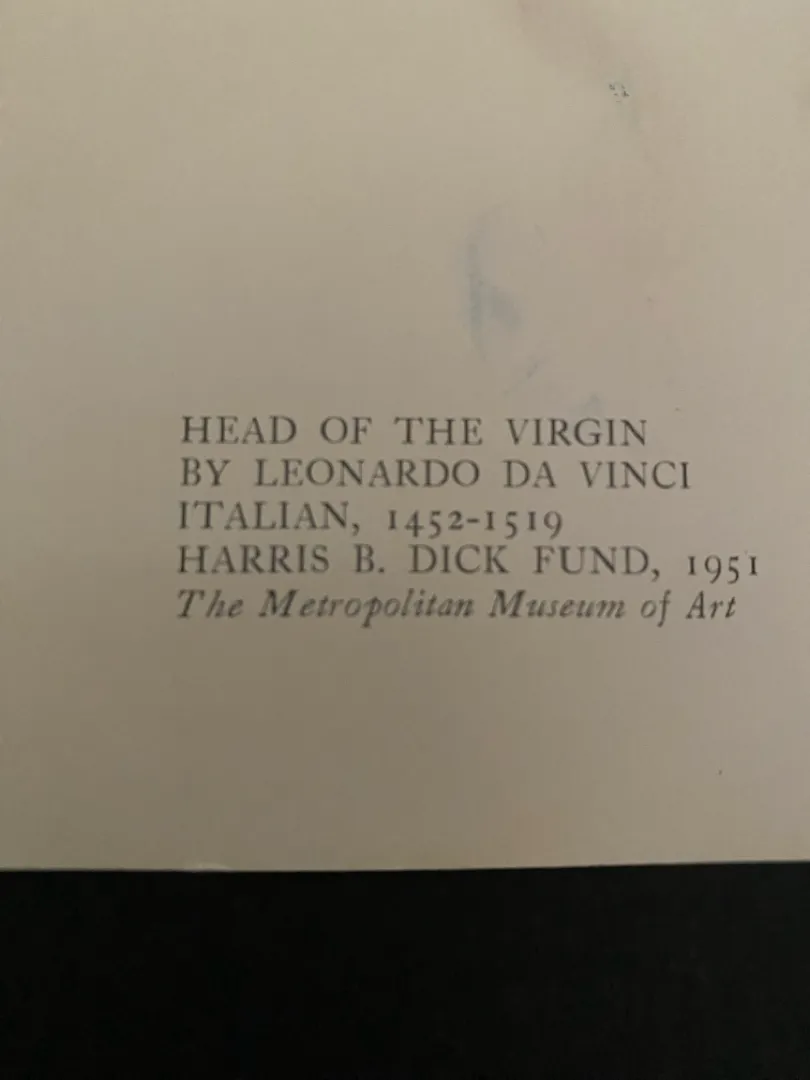 HEAD OF THE VIRGIN
BY LEONARDO DA VINCI
ITALIAN, 1452-1519
HARRIS B. DICK FUND, 1951
The Metropolitan Museum of Art